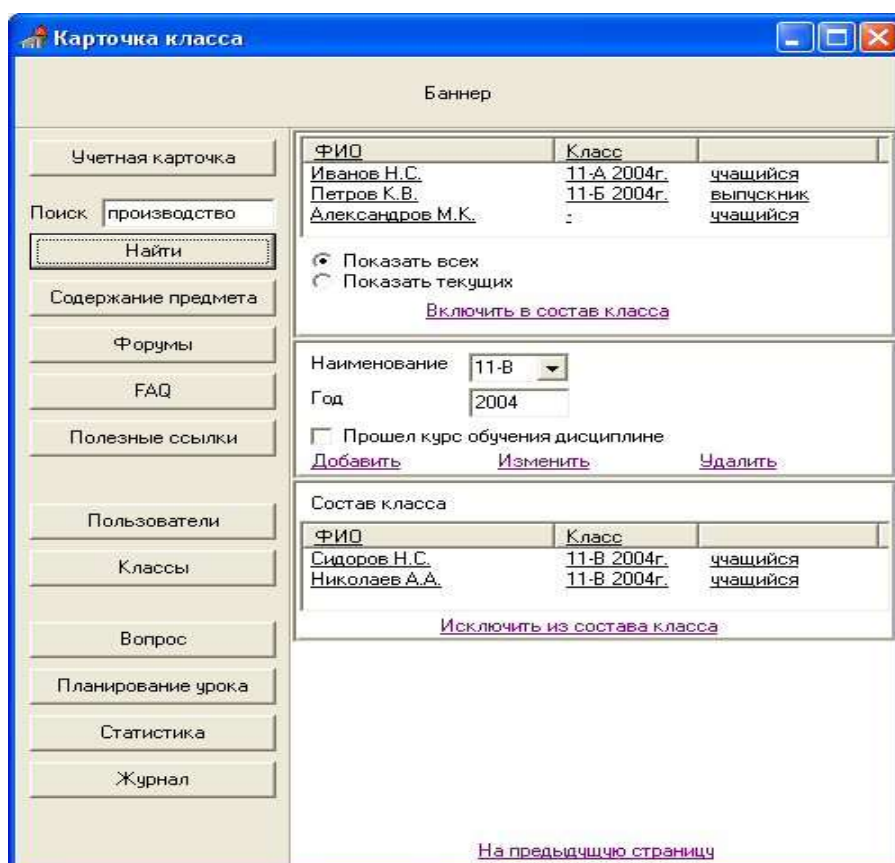 Карточка класса
Баннер
Учетная карточка
Поиск производство
Найти
Содержание предмета
Форумы
FAQ
Полезные ссылки
Пользователи
Классы
Вопрос
Планирование урока
Статистика
Журнал
ФИО Класс
Иванов Н.С. 11-А 2004г. учащийся
Петров К.В. 11-Б 2004г. выпускник
Александров М.К. - учащийся
Показать всех
Показать текущих
Включить в состав класса
Наименование 11-В
Год 2004
Прошел курс обучения дисциплине
Добавить Изменить Удалить
Состав класса
ФИО Класс
Сидоров Н.С. 11-В 2004г. учащийся
Николаев А.А. 11-В 2004г. учащийся
Исключить из состава класса
На предыдущую страницу